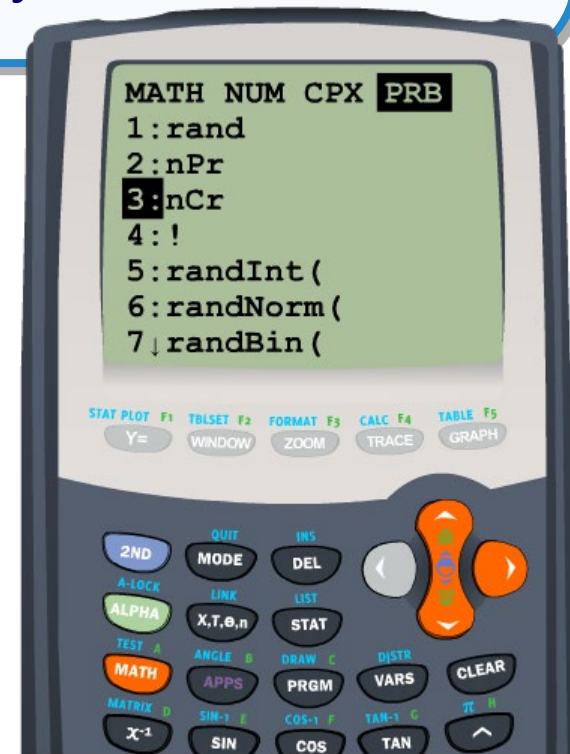 MATH NUM CPX PRB
1:rand
2:nPr
3:nCr
4:!
5:randInt(
6:randNorm(
7↓randBin(
STAT PLOT F1 TBLSET F2 FORMAT F3 CALC F4 TABLE F5
Y= WINDOW ZOOM TRACE GRAPH
QUIT INS
2ND MODE DEL
A-LOCK LINK LIST
ALPHA X,T,θ,n STAT
TEST A ANGLE B DRAW C DISTR
MATH APPS PRGM VARS CLEAR
MATRIX D SIN-1 E COS-1 F TAN-1 G π H
X-1 SIN COS TAN ^